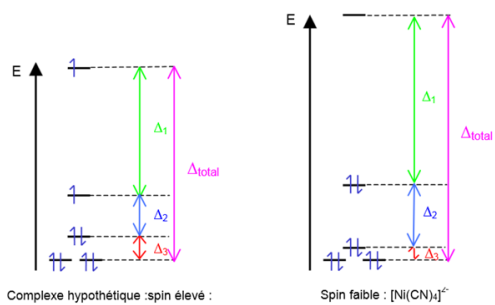 E
Δ1
Δtotal
Δ2
Δ3
Complexe hypothétique :spin élevé :
E
Δ1
Δtotal
Δ2
Δ3
Spin faible : [Ni(CN)4]2-